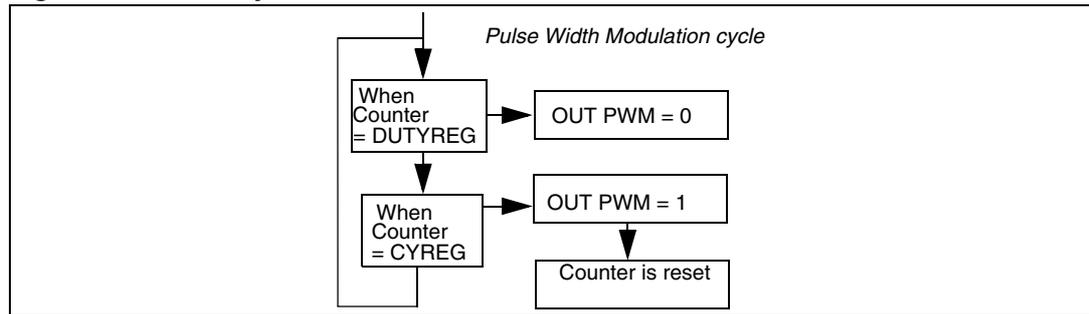 Pulse Width Modulation cycle
When
Counter
= DUTYREG
OUT PWM = 0
When
Counter
= CYREG
OUT PWM = 1
Counter is reset